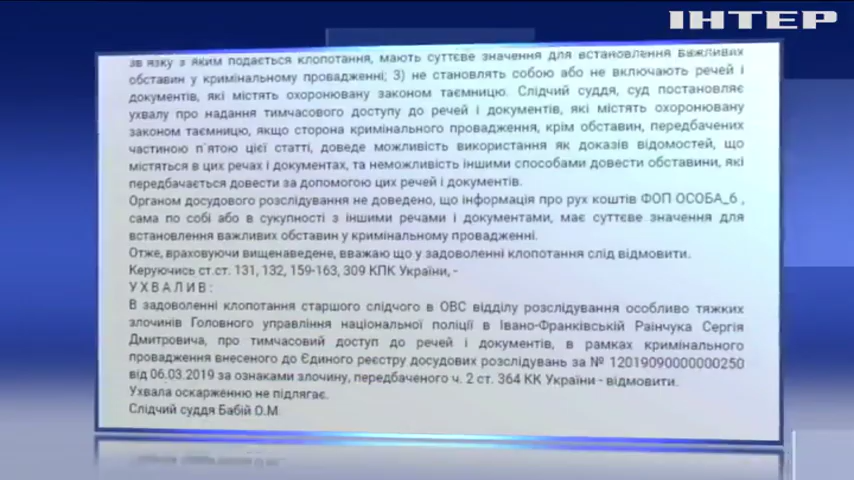 ІНТЕР
зв`язку з яким подається клопотання, мають суттєве значення для встановлення важливих
обставин у кримінальному провадженні; 3) не становлять собою або не включають речей і
документів, які містять охоронювану законом таємницю. Слідчий суддя, суд постановляє
ухвалу про надання тимчасового доступу до речей і документів, які містять охоронювану
законом таємницю, якщо сторона кримінального провадження, крім обставин, передбачених
частиною п`ятою цієї статті, доведе можливість використання як доказів відомостей, що
містяться в цих речах і документах, та неможливість іншими способами довести обставини, які
передбачається довести за допомогою цих речей і документів.
Органом досудового розслідування не доведено, що інформація про рух коштів ФОП ОСОБА_6 ,
сама по собі або в сукупності з іншими речами і документами, має суттєве значення для
встановлення важливих обставин у кримінальному провадженні.
Отже, враховуючи вищенаведене, вважаю що у задоволенні клопотання слід відмовити.
Керуючись ст.ст. 131, 132, 159-163, 309 КПК України, -
У Х В А Л И В :
В задоволенні клопотання старшого слідчого в ОВС відділу розслідування особливо тяжких
злочинів Головного управління національної поліції в Івано-Франківській Раінчука Сергія
Дмитровича, про тимчасовий доступ до речей і документів, в рамках кримінального
провадження внесеного до Єдиного реєстру досудових розслідувань за № 12019090000000250
від 06.03.2019 за ознаками злочину, передбаченого ч. 2 ст. 364 КК України - відмовити.
Ухвала оскарженню не підлягає.
Слідчий суддя Бабій О.М